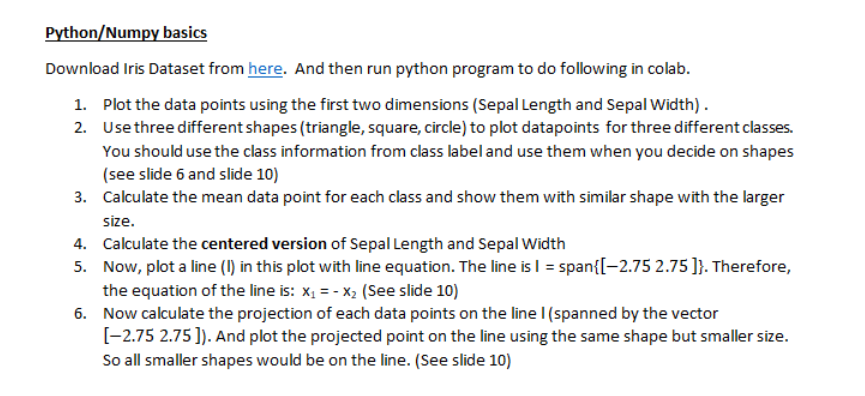 Python/Numpy basics
Download Iris Dataset from here. And then run python program to do following in colab.
1. Plot the data points using the first two dimensions (Sepal Length and Sepal Width) .
2. Use three different shapes (triangle, square, circle) to plot datapoints for three different classes.
You should use the class information from class label and use them when you decide on shapes
(see slide 6 and slide 10)
3. Calculate the mean data point for each class and show them with similar shape with the larger
size.
4. Calculate the centered version of Sepal Length and Sepal Width
5. Now, plot a line (l) in this plot with line equation. The line is l = span{[−2.75 2.75 ]}. Therefore,
the equation of the line is: x₁ = - x₂ (See slide 10)
6. Now calculate the projection of each data points on the line l (spanned by the vector
[−2.75 2.75 ]). And plot the projected point on the line using the same shape but smaller size.
So all smaller shapes would be on the line. (See slide 10)